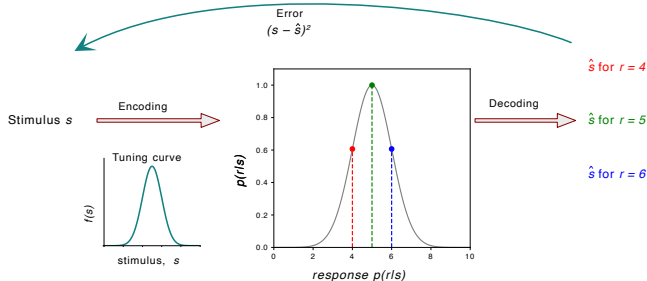 Error
(s − ŝ)²
Stimulus s
Encoding
Tuning curve
f(s)
stimulus, s
p(r|s)
1.0
0.8
0.6
0.4
0.2
0.0
0
2
4
6
8
10
response p(r|s)
Decoding
ŝ for r = 4
ŝ for r = 5
ŝ for r = 6